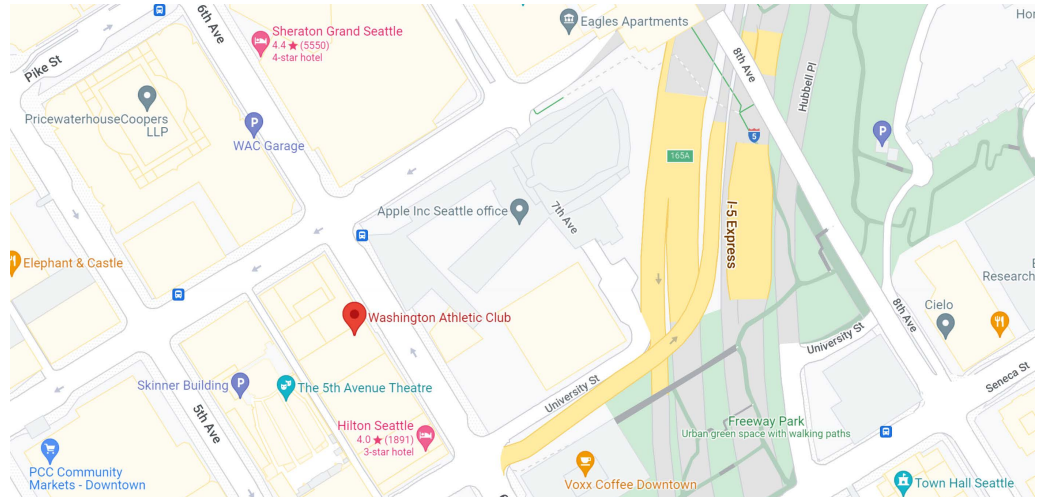 6th Ave
Eagles Apartments
Hor
Sheraton Grand Seattle
4.4 ★ (5550)
4-star hotel
8th Ave
Pike St
Hubbell Pl
PricewaterhouseCoopers
LLP
P
WAC Garage
P
5
165A
Apple Inc Seattle office
7th Ave
I-5 Express
Elephant & Castle
E
Research
8th Ave
Cielo
Washington Athletic Club
University St
Skinner Building
P
The 5th Avenue Theatre
University St
Seneca St
5th Ave
Hilton Seattle
4.0 ★ (1891)
3-star hotel
Freeway Park
Urban green space with walking paths
PCC Community
Markets - Downtown
Voxx Coffee Downtown
Town Hall Seattle